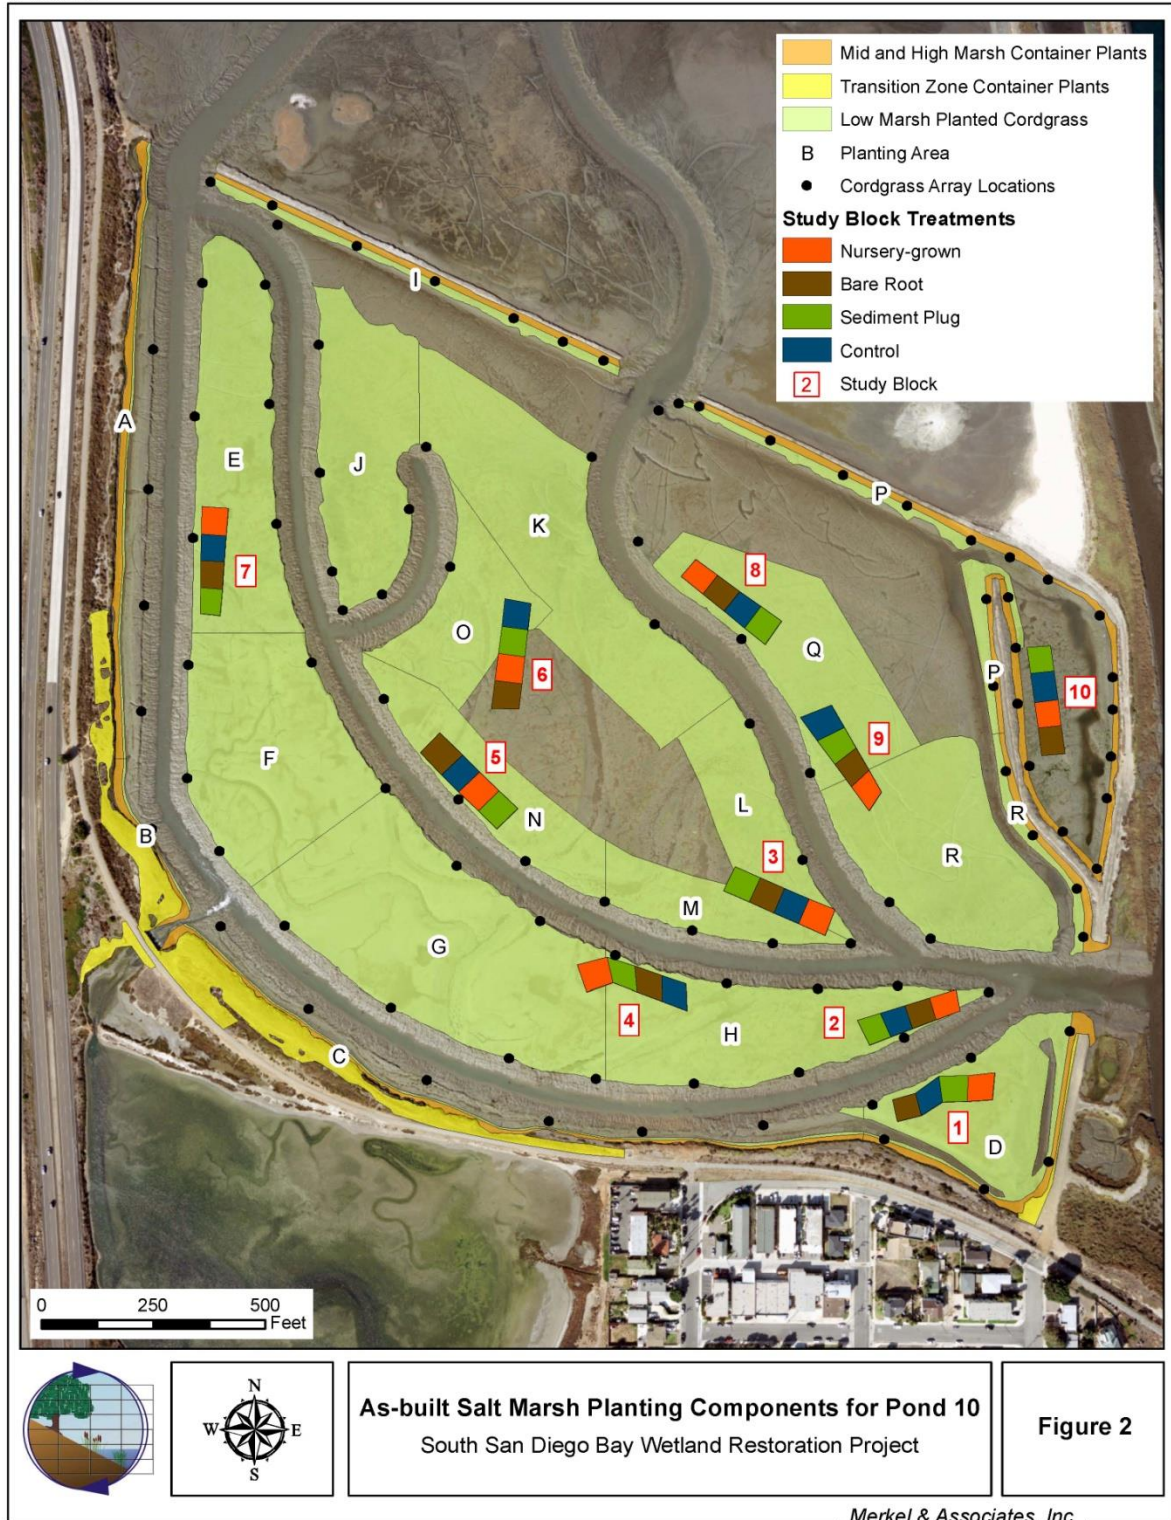 Mid and High Marsh Container Plants
Transition Zone Container Plants
Low Marsh Planted Cordgrass
B Planting Area
Cordgrass Array Locations
Study Block Treatments
Nursery-grown
Bare Root
Sediment Plug
Control
2 Study Block
I
A
P
E
J
K
8
7
O
Q
P
10
6
5
9
F
N
L
R
B
3
R
M
G
4
2
H
C
1
D
0 250 500
Feet
N
W E
S
As-built Salt Marsh Planting Components for Pond 10
South San Diego Bay Wetland Restoration Project
Figure 2
Merkel & Associates, Inc.